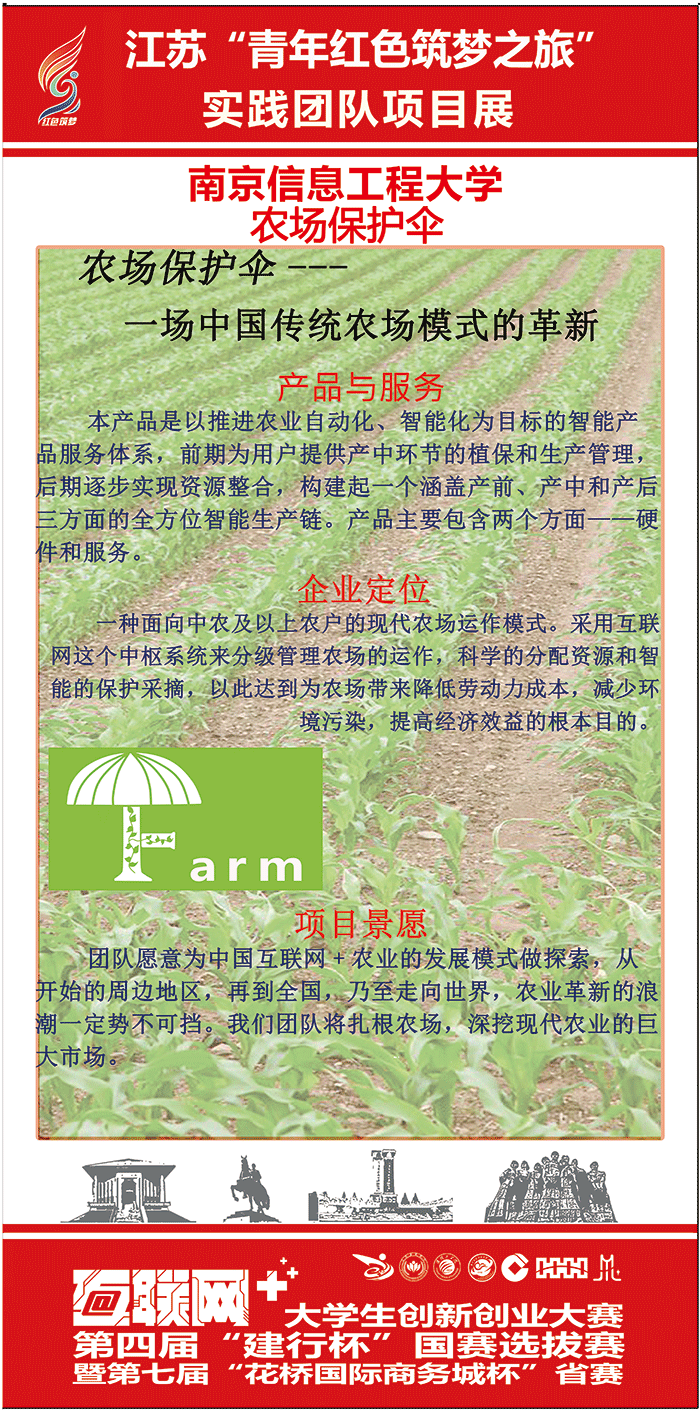 江苏“青年红色筑梦之旅”
实践团队项目展
红色筑梦
南京信息工程大学
农场保护伞
农场保护伞---
一场中国传统农场模式的革新
产品与服务
本产品是以推进农业自动化、智能化为目标的智能产
品服务体系，前期为用户提供产中环节的植保和生产管理，
后期逐步实现资源整合，构建起一个涵盖产前、产中和产后
三方面的全方位智能生产链。产品主要包含两个方面——硬
件和服务。
企业定位
一种面向中农及以上农户的现代农场运作模式。采用互联
网这个中枢系统来分级管理农场的运作，科学的分配资源和智
能的保护采摘，以此达到为农场带来降低劳动力成本，减少环
境污染，提高经济效益的根本目的。
Farm
项目景愿
团队愿意为中国互联网+农业的发展模式做探索，从
开始的周边地区，再到全国，乃至走向世界，农业革新的浪
潮一定势不可挡。我们团队将扎根农场，深挖现代农业的巨
大市场。
互联网+
大学生创新创业大赛
第四届“建行杯”国赛选拔赛
暨第七届“花桥国际商务城杯”省赛